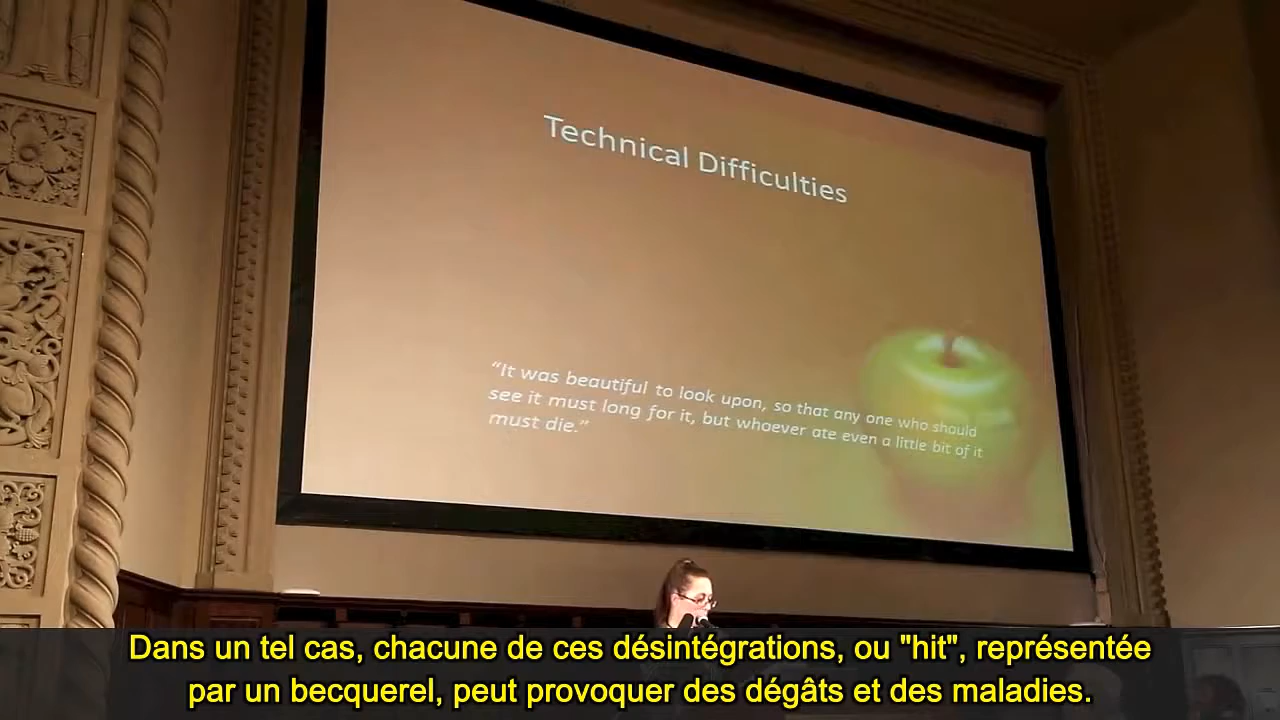 Technical Difficulties
“It was beautiful to look upon, so that any one who should
see it must long for it, but whoever ate even a little bit of it
must die.”
Dans un tel cas, chacune de ces désintégrations, ou "hit", représentée
par un becquerel, peut provoquer des dégâts et des maladies.